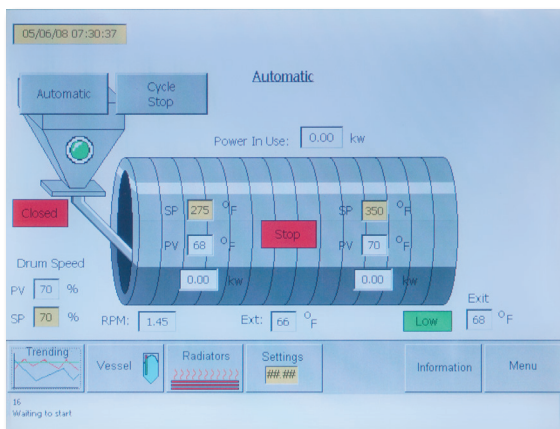 05/06/08 07:30:37
Automatic
Automatic
Cycle
Stop
Power In Use: 0.00 kw
Closed
SP 275 °F
SP 350 °F
Stop
PV 68 °F
PV 70 °F
0.00 kw
0.00 kw
Drum Speed
PV 70 %
SP 70 %
RPM: 1.45
Ext: 66 °F
Low
Exit
68 °F
Trending
Vessel
Radiators
Settings
##.##
Information
Menu
16
Waiting to start